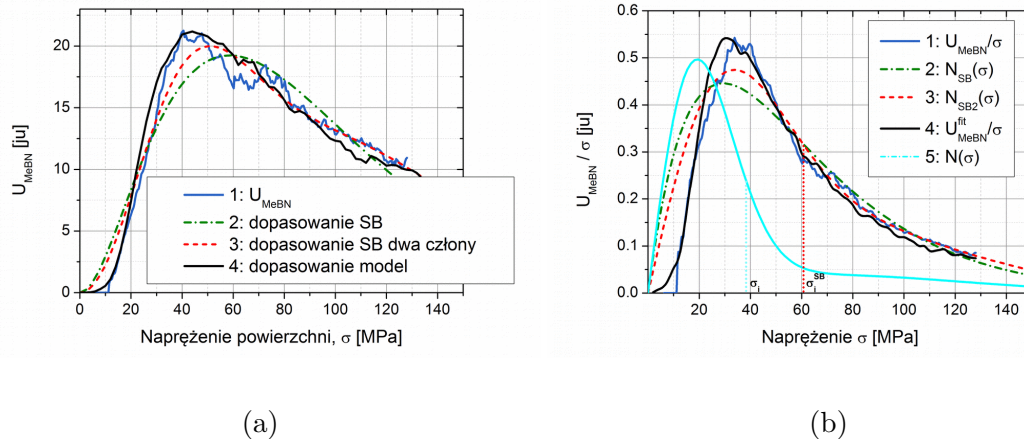 20
15
10
5
0
U_MeBN [ju]
1: U_MeBN
2: dopasowanie SB
3: dopasowanie SB dwa człony
4: dopasowanie model
0 20 40 60 80 100 120 140
Naprężenie powierzchni, σ [MPa]
(a)
0.6
0.5
0.4
0.3
0.2
0.1
0.0
U_MeBN / σ [ju]
1: U_MeBN/σ
2: N_SB(σ)
3: N_SB2(σ)
4: U^fit_MeBN/σ
5: N(σ)
σ_i
σ_i^SB
20 40 60 80 100 120 140
Naprężenie σ [MPa]
(b)